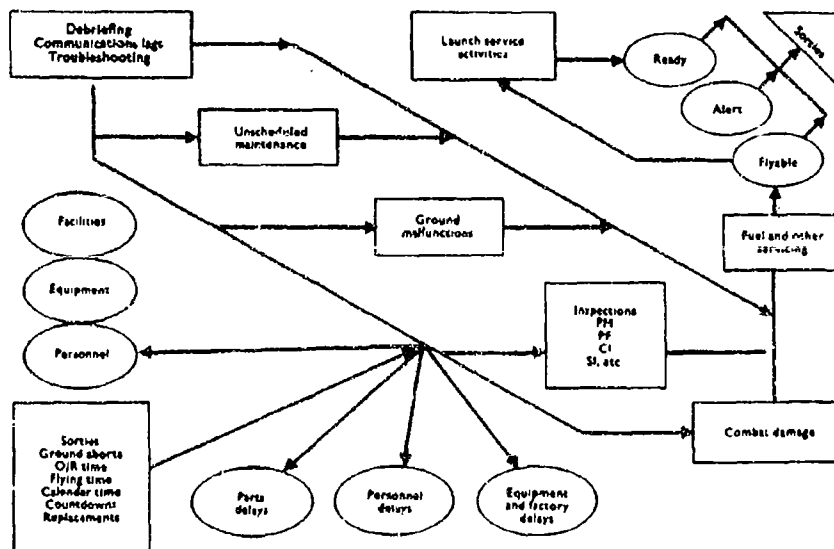 Debriefing
Communications lags
Troubleshooting
Launch service
activities
Ready
Sorties
Alert
Unscheduled
maintenance
Flyable
Facilities
Ground
malfunctions
Fuel and other
servicing
Equipment
Inspections
PM
PF
CI
SI, etc
Personnel
Sorties
Ground aborts
O/R time
Flying time
Calendar time
Countdowns
Replacements
Parts
delays
Personnel
delays
Equipment
and factory
delays
Combat damage